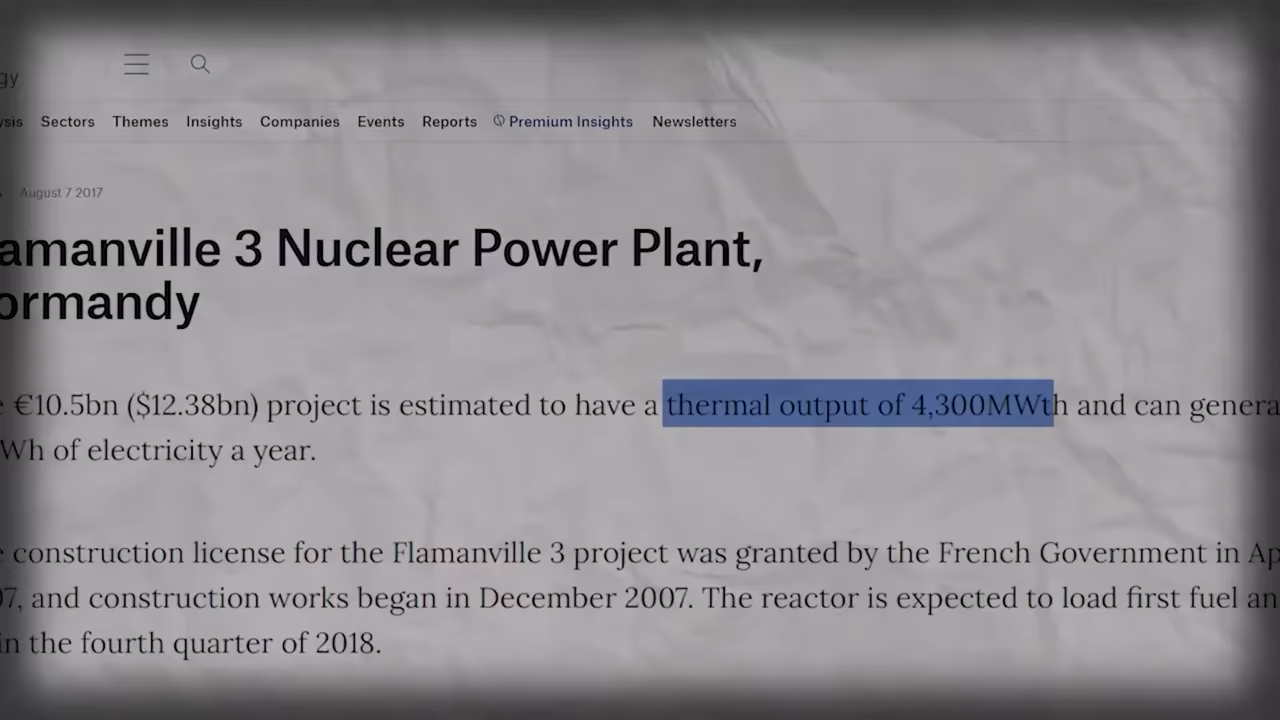 gy
ysis Sectors Themes Insights Companies Events Reports Premium Insights Newsletters
August 7 2017
amanville 3 Nuclear Power Plant,
ormandy
e €10.5bn ($12.38bn) project is estimated to have a thermal output of 4,300MWth and can genera
Wh of electricity a year.
e construction license for the Flamanville 3 project was granted by the French Government in Ap
07, and construction works began in December 2007. The reactor is expected to load first fuel an
in the fourth quarter of 2018.